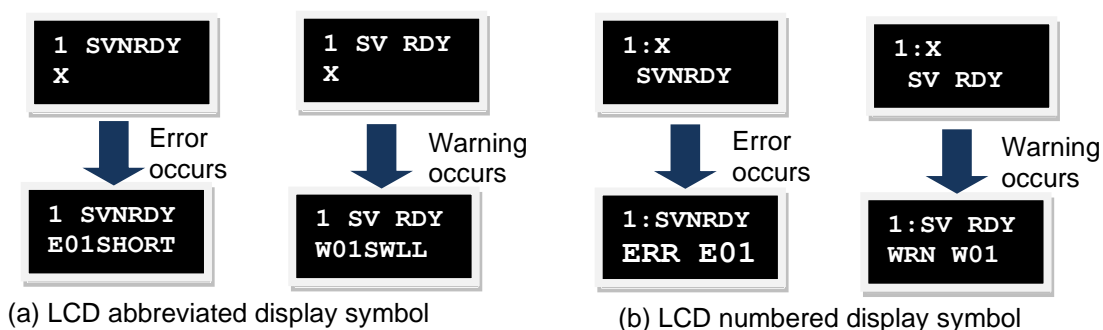 1 SVNRDY
X
Error
occurs
1 SVNRDY
E01SHORT
1 SV RDY
X
Warning
occurs
1 SV RDY
W01SWLL
(a) LCD abbreviated display symbol
1:X
SVNRDY
Error
occurs
1:SVNRDY
ERR E01
1:X
SV RDY
Warning
occurs
1:SV RDY
WRN W01
(b) LCD numbered display symbol